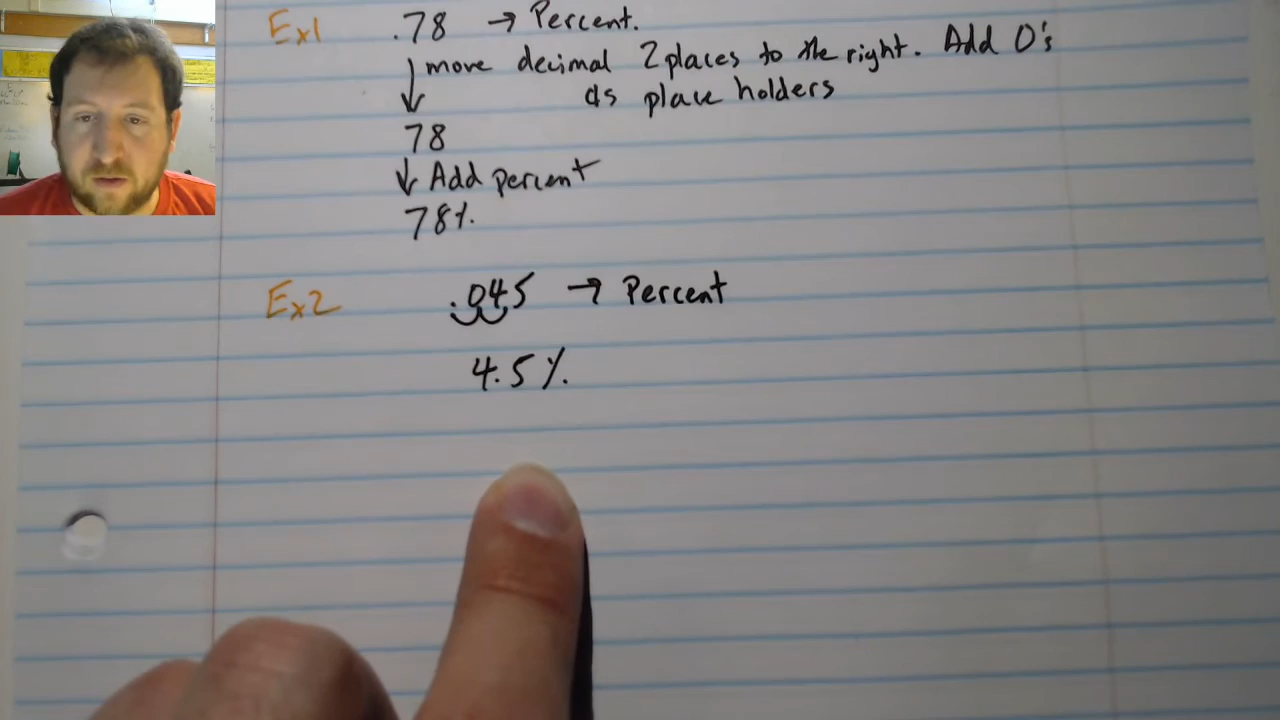 Ex1 .78 → Percent.
move decimal 2 places to the right. Add 0's
as place holders
78
Add percent
78%
Ex2 .045 → Percent
4.5%